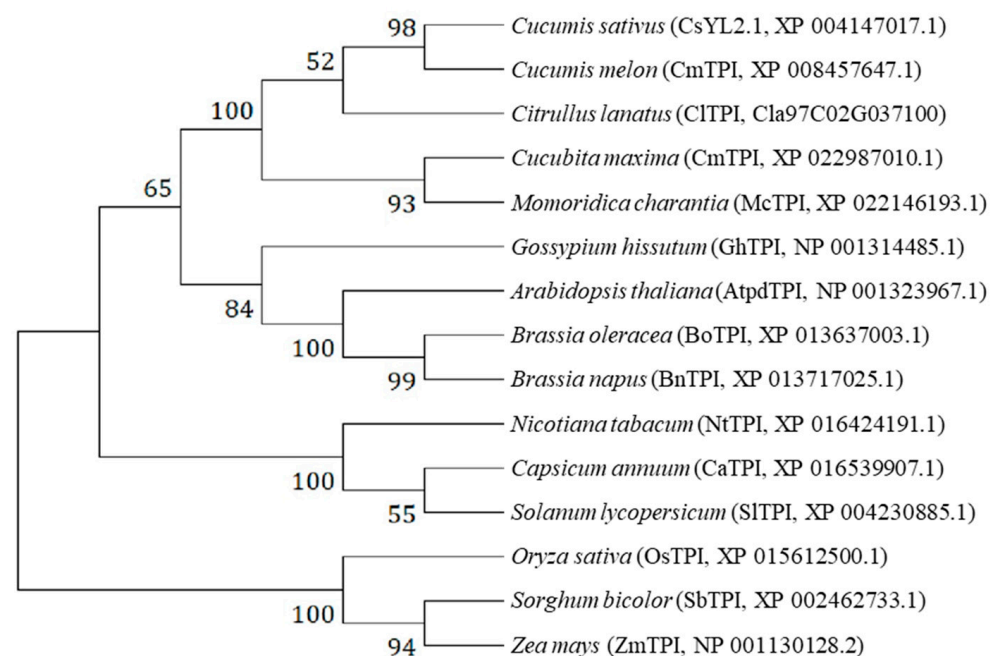 98
Cucumis sativus (CsYL2.1, XP 004147017.1)
52
Cucumis melon (CmTPI, XP 008457647.1)
100
Citrullus lanatus (ClTPI, Cla97C02G037100)
Cucubita maxima (CmTPI, XP 022987010.1)
65
93
Momoridica charantia (McTPI, XP 022146193.1)
Gossypium hissutum (GhTPI, NP 001314485.1)
84
Arabidopsis thaliana (AtpdTPI, NP 001323967.1)
100
Brassia oleracea (BoTPI, XP 013637003.1)
99
Brassia napus (BnTPI, XP 013717025.1)
Nicotiana tabacum (NtTPI, XP 016424191.1)
100
Capsicum annuum (CaTPI, XP 016539907.1)
55
Solanum lycopersicum (SlTPI, XP 004230885.1)
Oryza sativa (OsTPI, XP 015612500.1)
100
Sorghum bicolor (SbTPI, XP 002462733.1)
94
Zea mays (ZmTPI, NP 001130128.2)